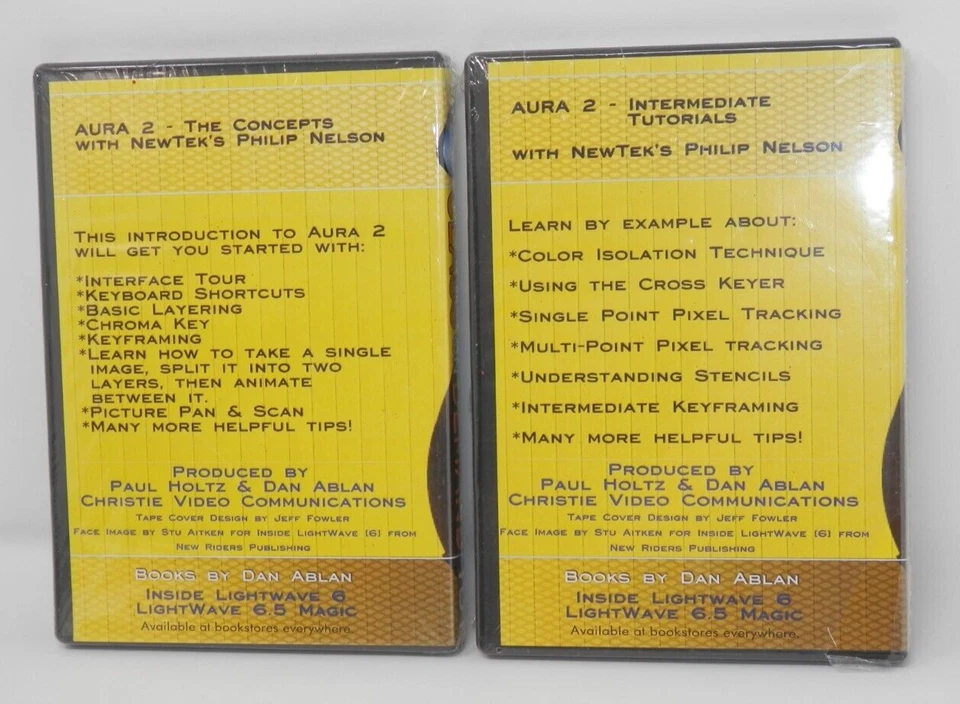 AURA 2 - THE CONCEPTS
WITH NEWTEK'S PHILIP NELSON
THIS INTRODUCTION TO AURA 2
WILL GET YOU STARTED WITH:
*INTERFACE TOUR
*KEYBOARD SHORTCUTS
*BASIC LAYERING
*CHROMA KEY
*KEYFRAMING
*LEARN HOW TO TAKE A SINGLE
IMAGE, SPLIT IT INTO TWO
LAYERS, THEN ANIMATE
BETWEEN IT.
*PICTURE PAN & SCAN
*MANY MORE HELPFUL TIPS!
PRODUCED BY
PAUL HOLTZ & DAN ABLAN
CHRISTIE VIDEO COMMUNICATIONS
TAPE COVER DESIGN BY JEFF FOWLER
FACE IMAGE BY STU AITKEN FOR INSIDE LIGHTWAVE [6] FROM
NEW RIDERS PUBLISHING
BOOKS BY DAN ABLAN
INSIDE LIGHTWAVE 6
LIGHTWAVE 6.5 MAGIC
Available at bookstores everywhere.
AURA 2 - INTERMEDIATE
TUTORIALS
WITH NEWTEK'S PHILIP NELSON
LEARN BY EXAMPLE ABOUT:
*COLOR ISOLATION TECHNIQUE
*USING THE CROSS KEYER
*SINGLE POINT PIXEL TRACKING
*MULTI-POINT PIXEL TRACKING
*UNDERSTANDING STENCILS
*INTERMEDIATE KEYFRAMING
*MANY MORE HELPFUL TIPS!
PRODUCED BY
PAUL HOLTZ & DAN ABLAN
CHRISTIE VIDEO COMMUNICATIONS
TAPE COVER DESIGN BY JEFF FOWLER
FACE IMAGE BY STU AITKEN FOR INSIDE LIGHTWAVE [6] FROM
NEW RIDERS PUBLISHING
BOOKS BY DAN ABLAN
INSIDE LIGHTWAVE 6
LIGHTWAVE 6.5 MAGIC
Available at bookstores everywhere.